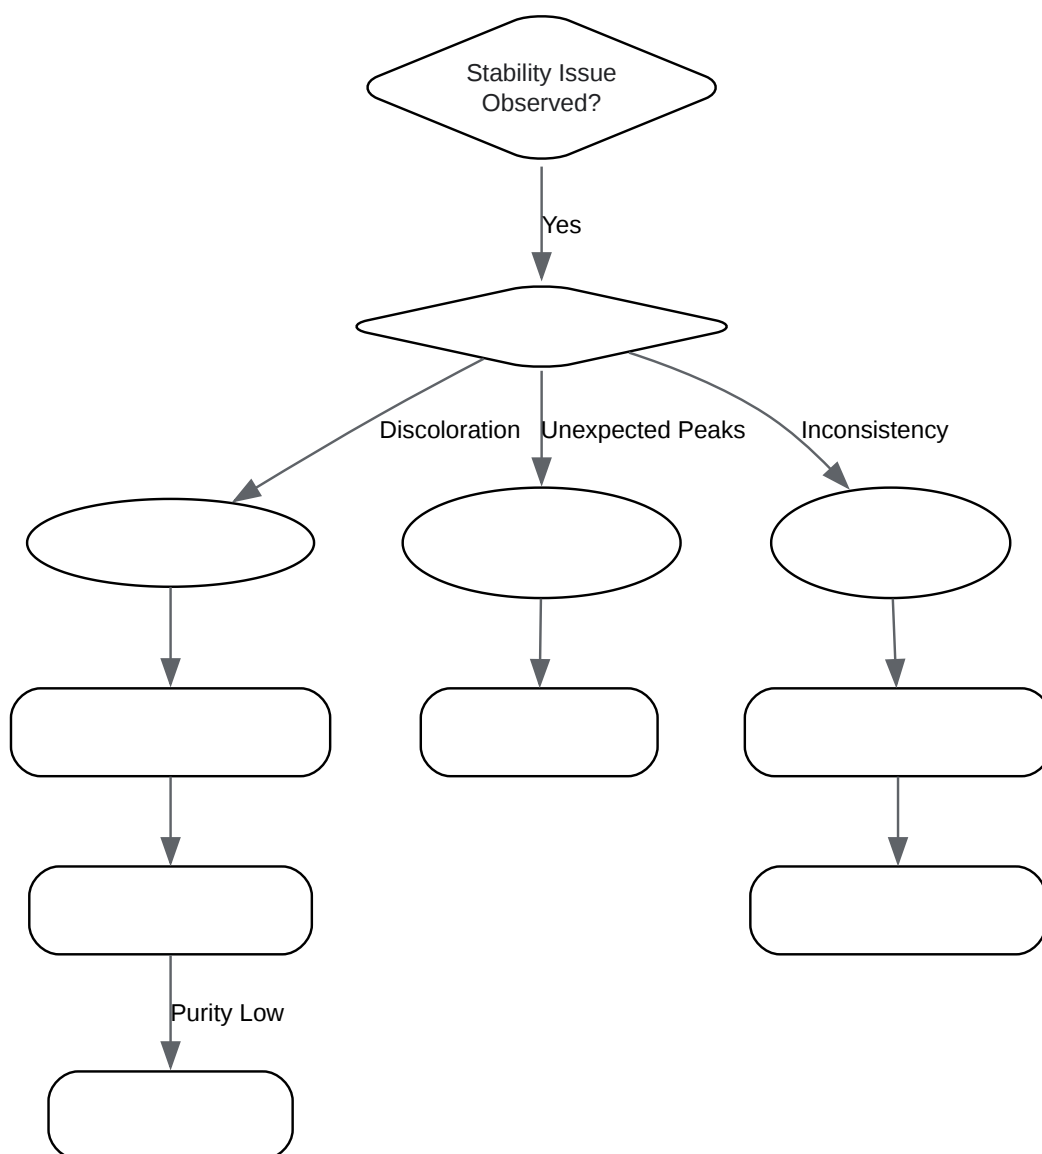 Stability Issue
Observed?
Yes
Discoloration
Unexpected Peaks
Inconsistency
Purity Low